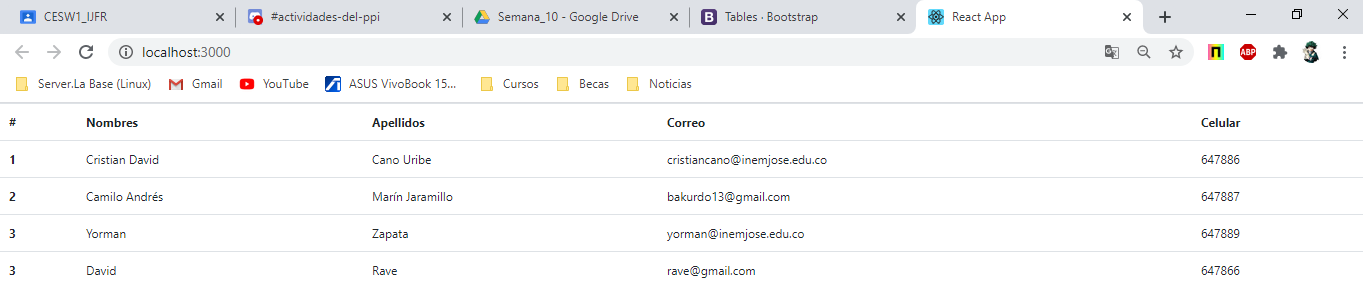 CESW1_IJFR #actividades-del-ppi Semana_10 - Google Drive Tables · Bootstrap React App
localhost:3000 ABP
Server.La Base (Linux) Gmail YouTube ASUS VivoBook 15... Cursos Becas Noticias
# Nombres Apellidos Correo Celular
1 Cristian David Cano Uribe cristiancano@inemjose.edu.co 647886
2 Camilo Andrés Marín Jaramillo bakurdo13@gmail.com 647887
3 Yorman Zapata yorman@inemjose.edu.co 647889
3 David Rave rave@gmail.com 647866